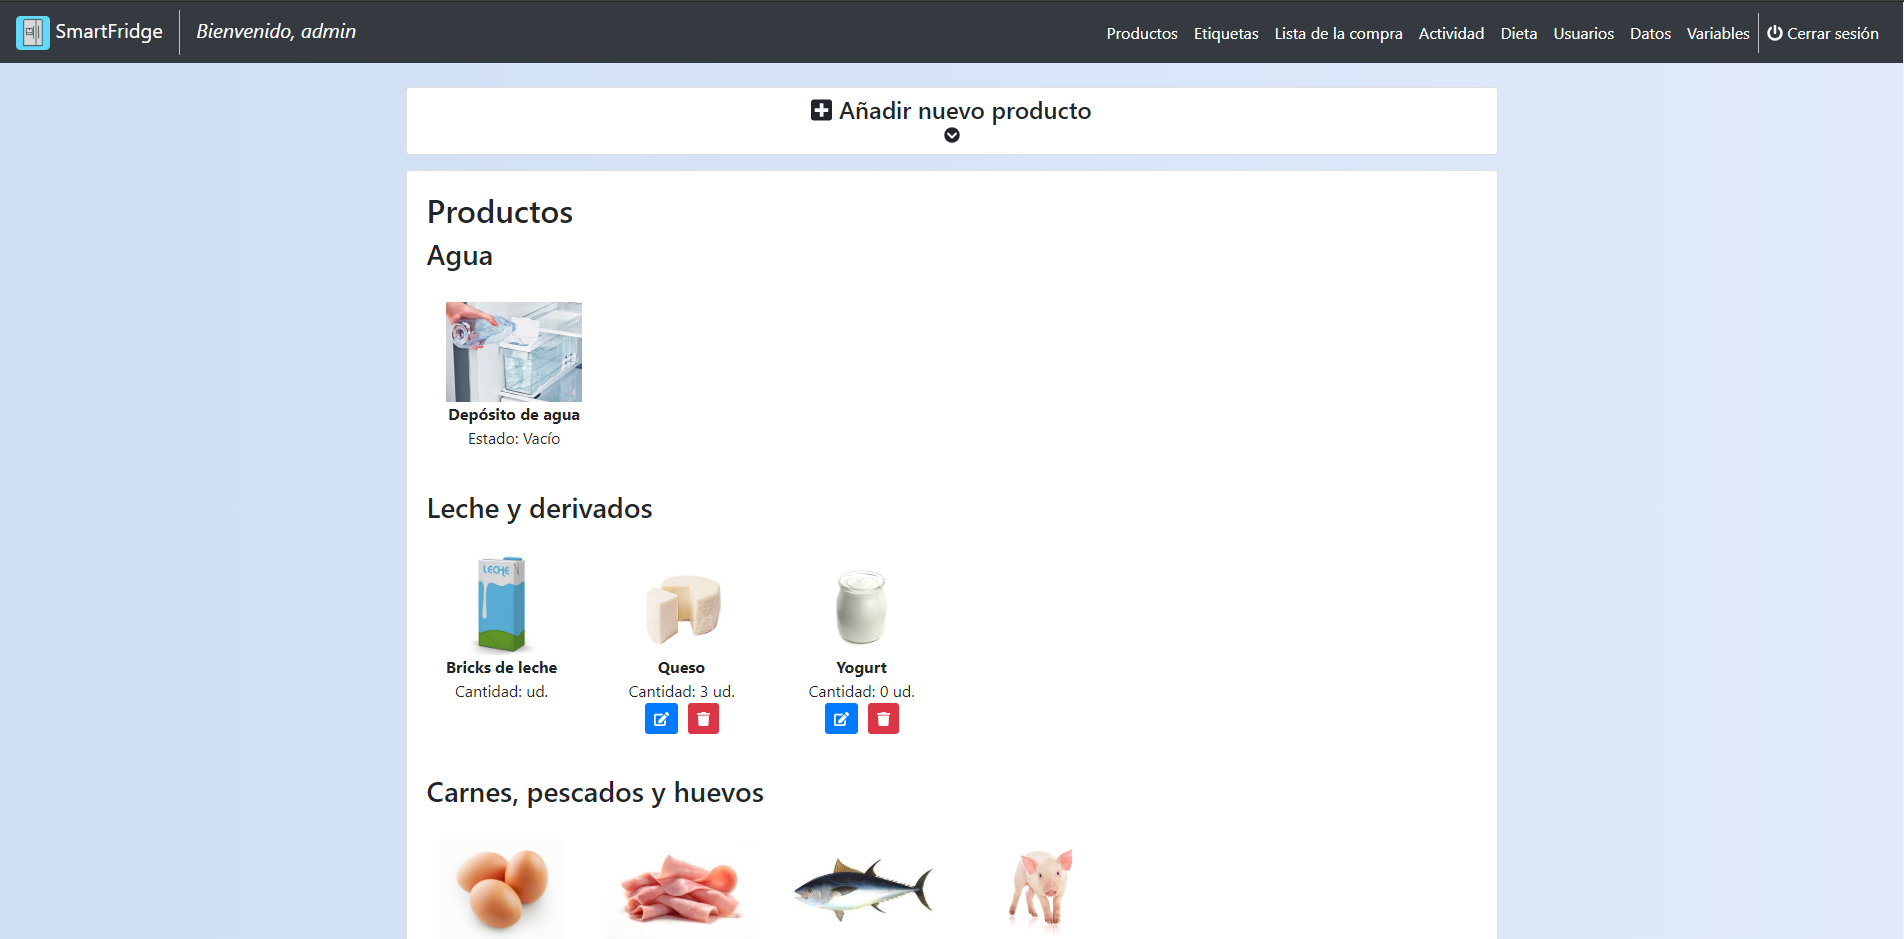 SmartFridge
Bienvenido, admin
Productos Etiquetas Lista de la compra Actividad Dieta Usuarios Datos Variables Cerrar sesión
Añadir nuevo producto
Productos
Agua
Depósito de agua
Estado: Vacío
Leche y derivados
LECHE
Bricks de leche
Cantidad: ud.
Queso
Cantidad: 3 ud.
Yogurt
Cantidad: 0 ud.
Carnes, pescados y huevos